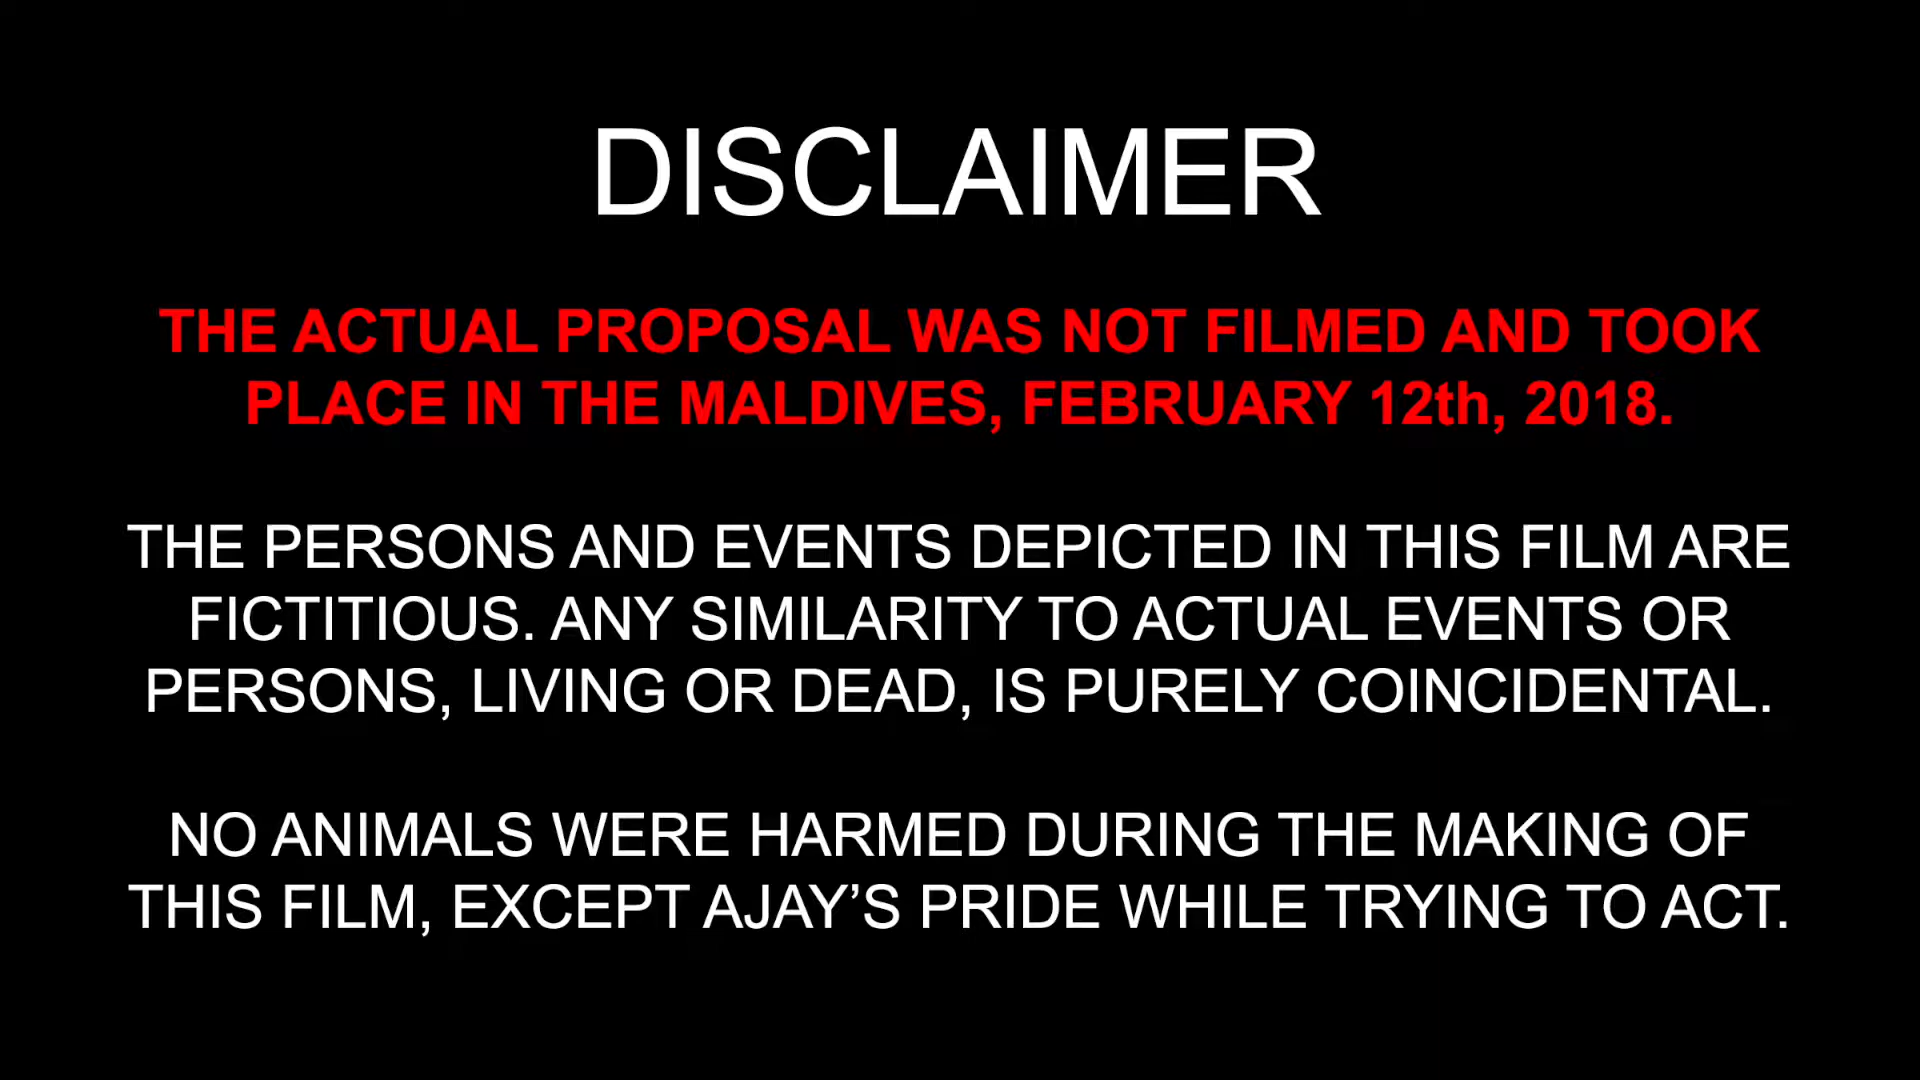 DISCLAIMER
THE ACTUAL PROPOSAL WAS NOT FILMED AND TOOK
PLACE IN THE MALDIVES, FEBRUARY 12th, 2018.
THE PERSONS AND EVENTS DEPICTED IN THIS FILM ARE
FICTITIOUS. ANY SIMILARITY TO ACTUAL EVENTS OR
PERSONS, LIVING OR DEAD, IS PURELY COINCIDENTAL.
NO ANIMALS WERE HARMED DURING THE MAKING OF
THIS FILM, EXCEPT AJAY’S PRIDE WHILE TRYING TO ACT.